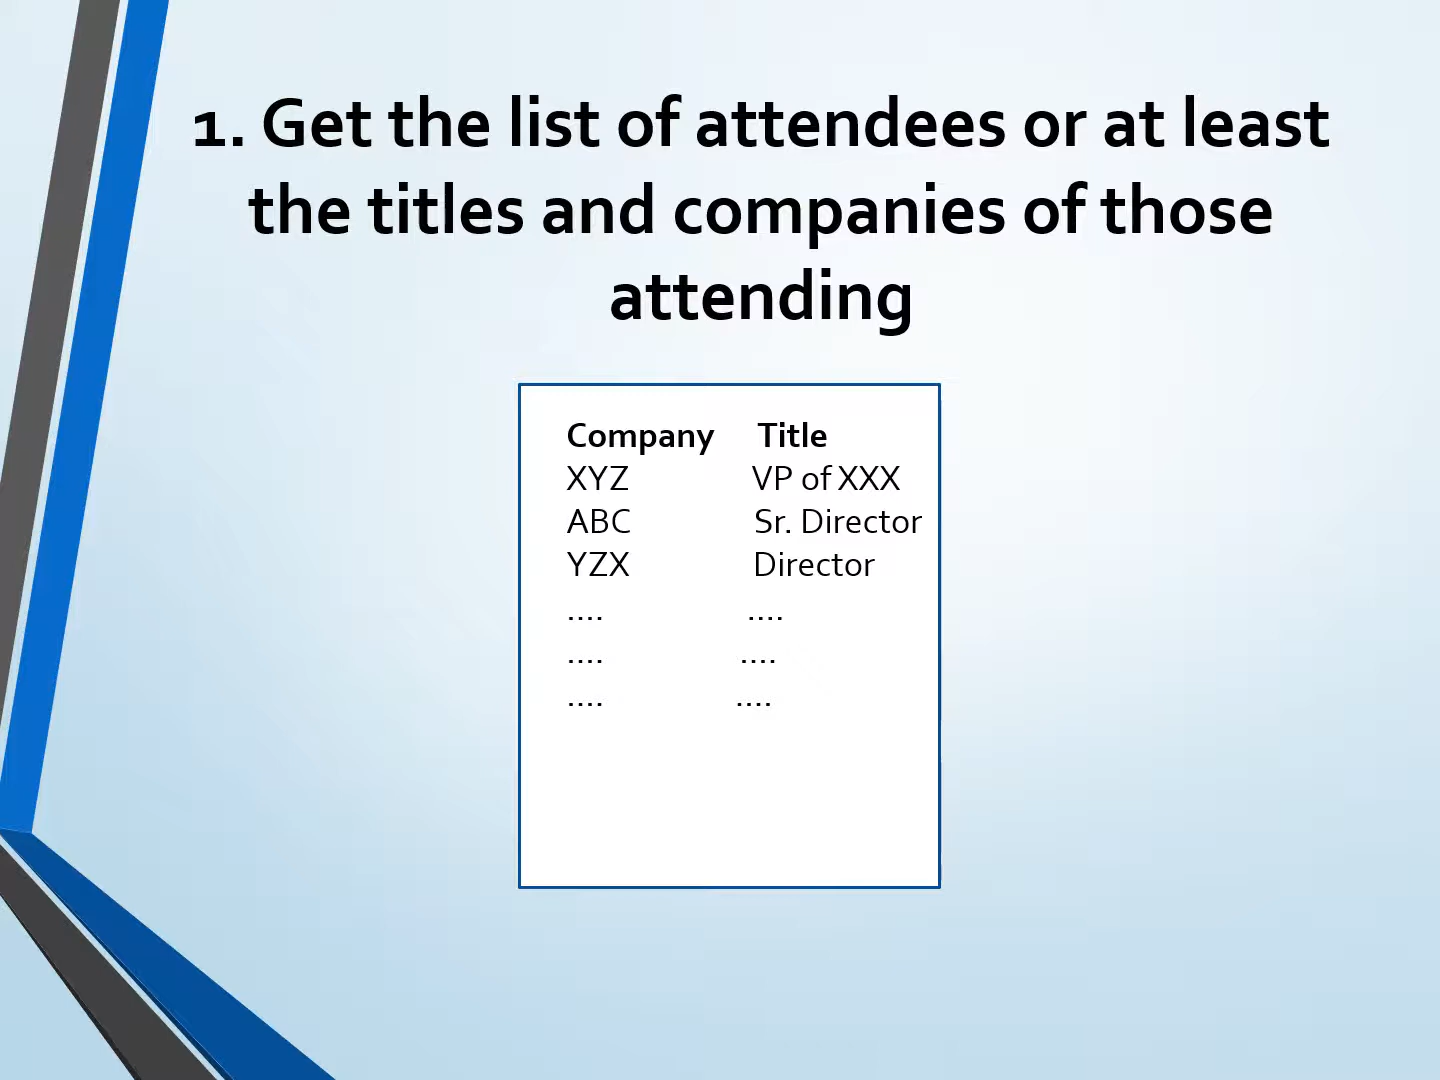 1. Get the list of attendees or at least
the titles and companies of those
attending
Company Title
XYZ VP of XXX
ABC Sr. Director
YZX Director
.... ....
.... ....
.... ....